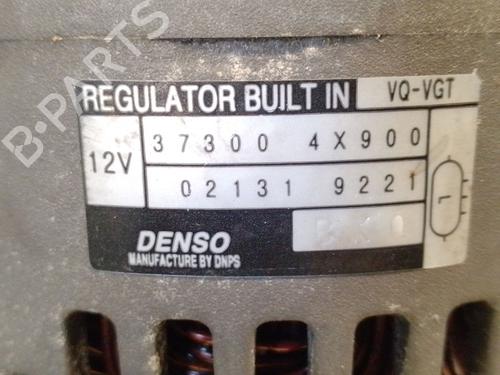 B-PARTS
REGULATOR BUILT IN VQ-VGT
12V
37300 4X900
02131 9221
L
DENSO
MANUFACTURE BY DNPS